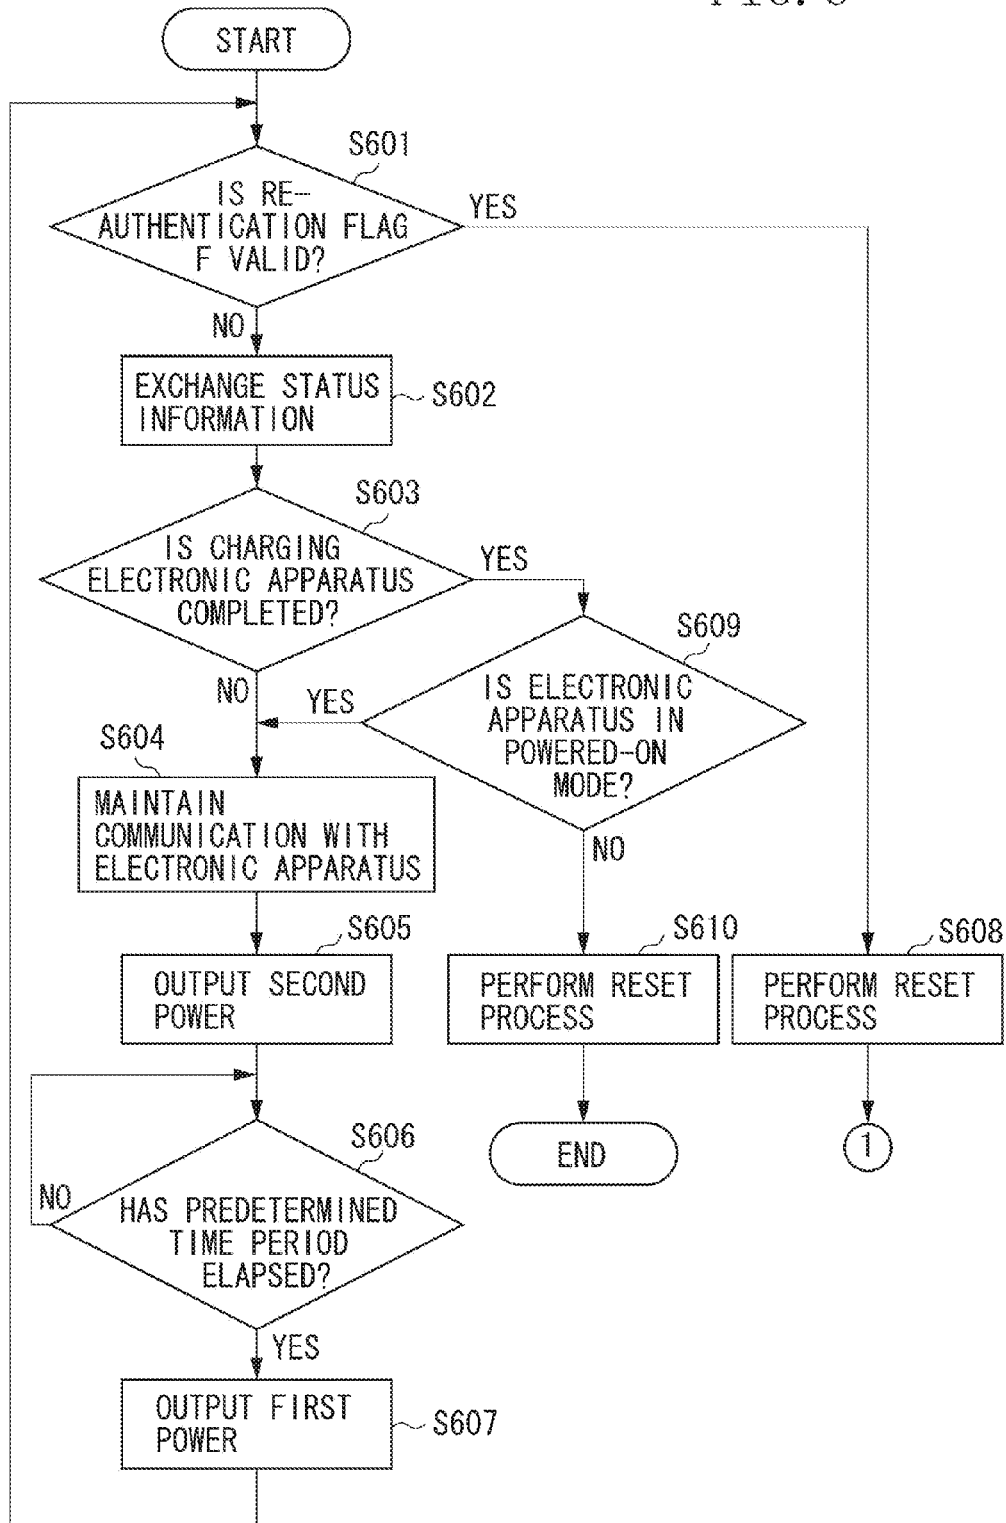 START
S601
IS RE-
AUTHENTICATION FLAG
F VALID?
YES
NO
EXCHANGE STATUS
INFORMATION
S602
S603
IS CHARGING
ELECTRONIC APPARATUS
COMPLETED?
YES
NO
S609
IS ELECTRONIC
APPARATUS IN
POWERED-ON
MODE?
YES
NO
S604
MAINTAIN
COMMUNICATION WITH
ELECTRONIC APPARATUS
S605
OUTPUT SECOND
POWER
S610
PERFORM RESET
PROCESS
S608
PERFORM RESET
PROCESS
END
1
S606
HAS PREDETERMINED
TIME PERIOD
ELAPSED?
NO
YES
OUTPUT FIRST
POWER
S607